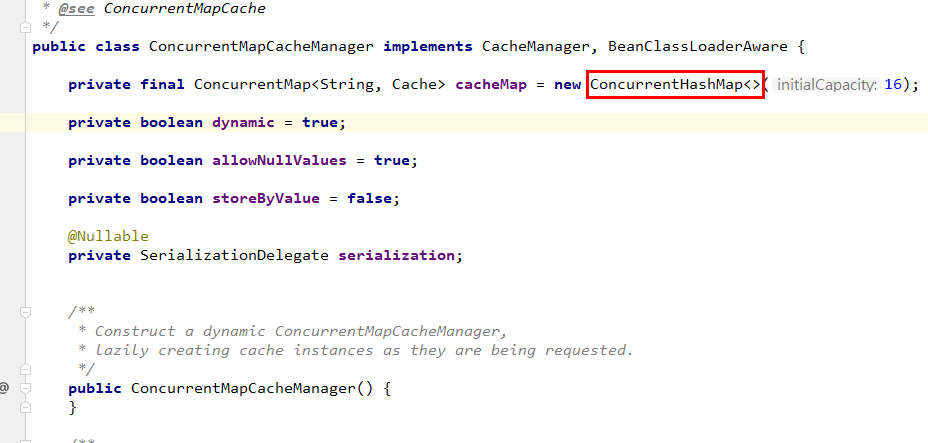 * @see ConcurrentMapCache
*/
public class ConcurrentMapCacheManager implements CacheManager, BeanClassLoaderAware {
private final ConcurrentMap<String, Cache> cacheMap = new ConcurrentHashMap<>( initialCapacity: 16);
private boolean dynamic = true;
private boolean allowNullValues = true;
private boolean storeByValue = false;
@Nullable
private SerializationDelegate serialization;
/**
* Construct a dynamic ConcurrentMapCacheManager,
* lazily creating cache instances as they are being requested.
*/
@ public ConcurrentMapCacheManager() {
}
/**